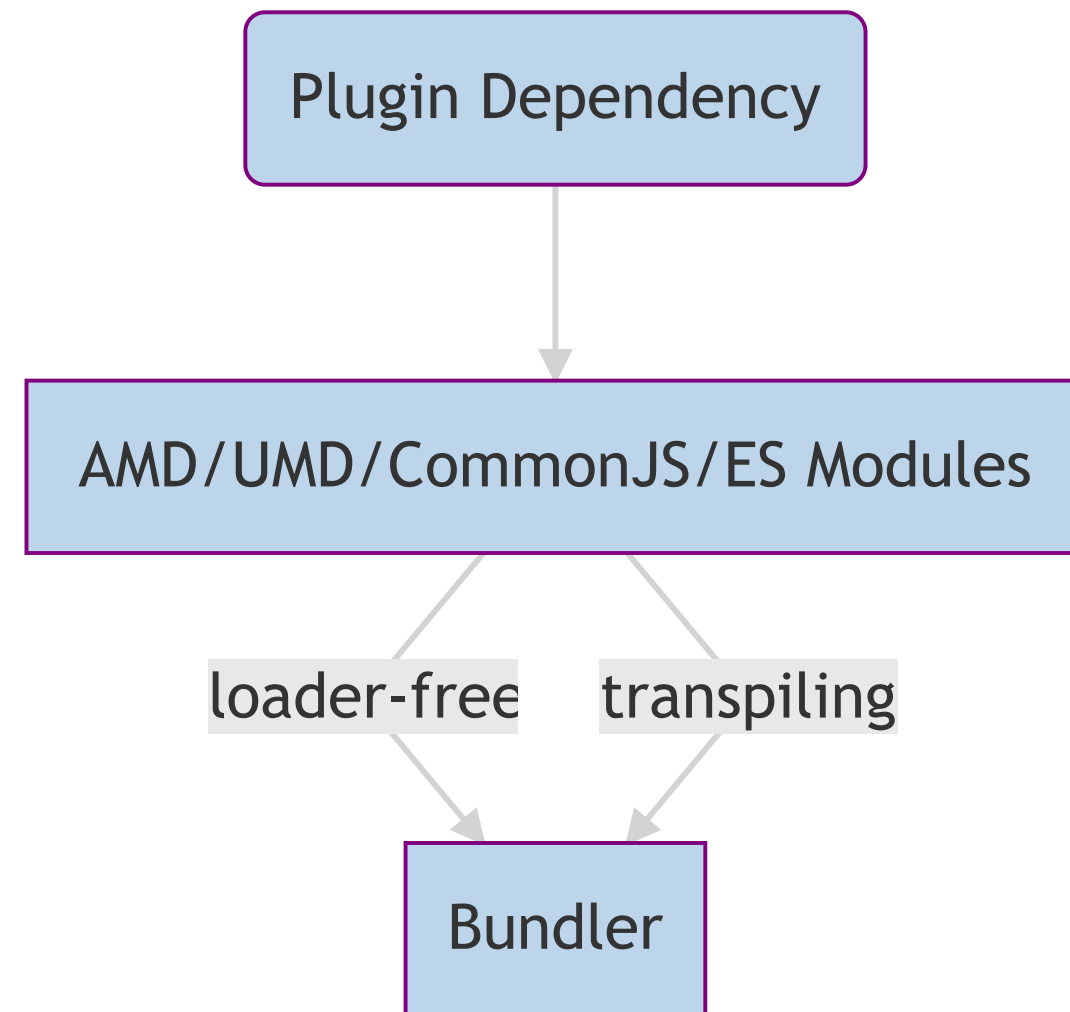 Plugin Dependency
AMD/UMD/CommonJS/ES Modules
loader-free
transpiling
Bundler